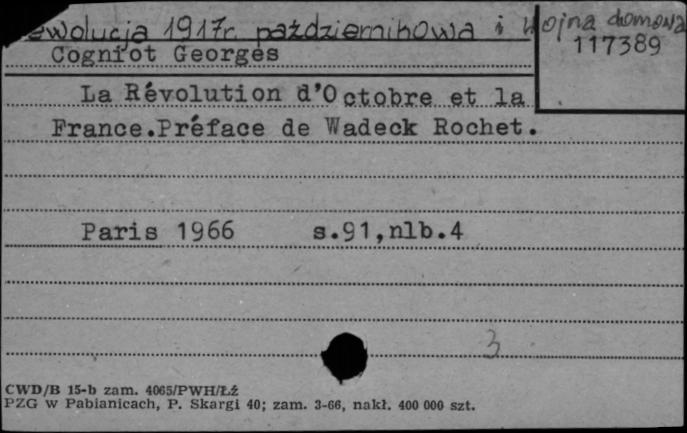 ewolucja 1917r. październikowa i wojna domowa
117389
Cogniot Georges
La Révolution d'Octobre et la
France.Préface de Wadeck Rochet.
Paris 1966 s.91,nlb.4
3
CWD/B 15-b zam. 4065/PWH/Łż
PZG w Pabianicach, P. Skargi 40; zam. 3-66, nakł. 400 000 szt.